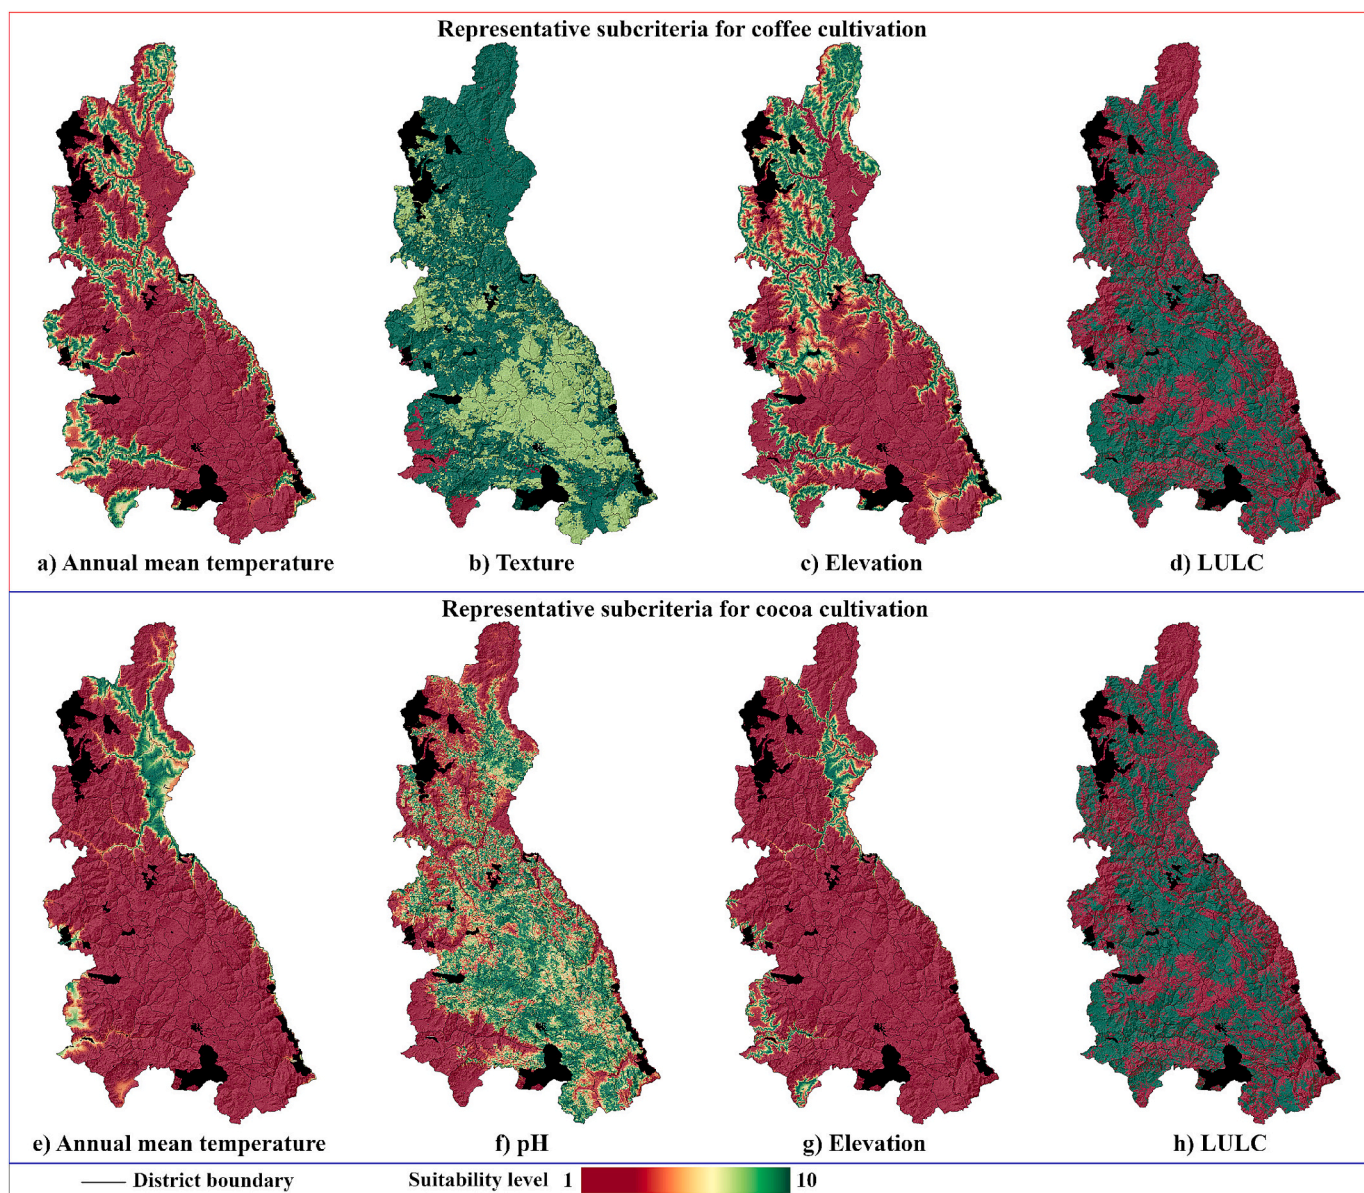 Representative subcriteria for coffee cultivation
a) Annual mean temperature
b) Texture
c) Elevation
d) LULC
Representative subcriteria for cocoa cultivation
e) Annual mean temperature
f) pH
g) Elevation
h) LULC
District boundary
Suitability level 1 10